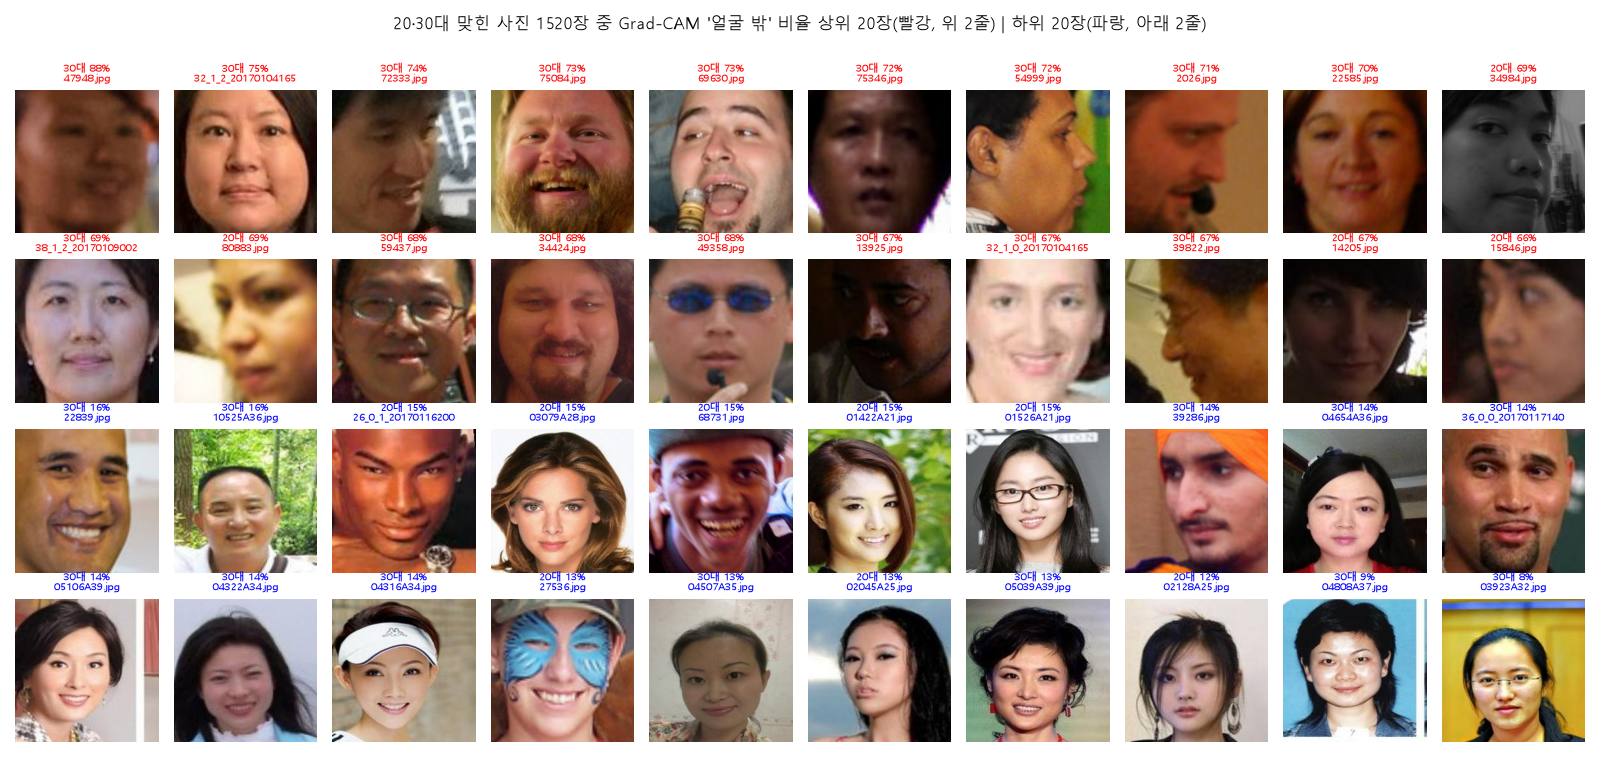 20·30대 맞힌 사진 1520장 중 Grad-CAM '얼굴 밖' 비율 상위 20장(빨강, 위 2줄) | 하위 20장(파랑, 아래 2줄)
30대 88% 30대 75% 30대 74% 30대 73% 30대 73% 30대 72% 30대 72% 30대 71% 30대 70% 20대 69%
47948.jpg 32_1_2_20170104165 72333.jpg 75084.jpg 69630.jpg 75346.jpg 54999.jpg 2026.jpg 22585.jpg 34984.jpg
30대 69% 20대 69% 30대 68% 30대 68% 30대 68% 30대 67% 30대 67% 30대 67% 20대 67% 20대 66%
38_1_2_20170109002 80883.jpg 59437.jpg 34424.jpg 49358.jpg 13925.jpg 32_1_0_20170104165 39822.jpg 14205.jpg 15846.jpg
30대 16% 30대 16% 20대 15% 20대 15% 20대 15% 20대 15% 20대 15% 30대 14% 30대 14% 30대 14%
22839.jpg 10525A36.jpg 26_0_1_20170116200 03079A28.jpg 68731.jpg 01422A21.jpg 01526A21.jpg 39286.jpg 04654A36.jpg 36_0_0_20170117140
30대 14% 30대 14% 30대 14% 20대 13% 30대 13% 20대 13% 30대 13% 20대 12% 30대 9% 30대 8%
05106A39.jpg 04322A34.jpg 04316A34.jpg 27536.jpg 04507A35.jpg 02045A25.jpg 05039A39.jpg 02128A25.jpg 04808A37.jpg 03923A32.jpg